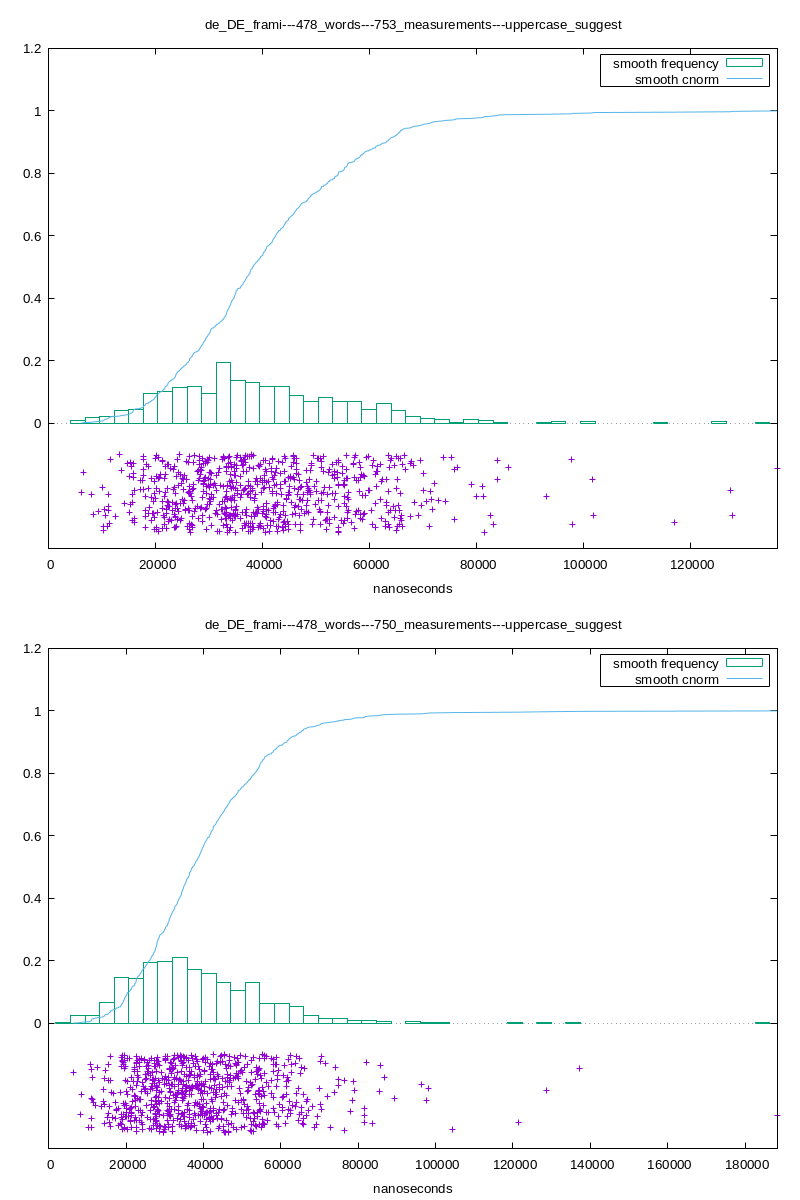 de_DE_frami---478_words---753_measurements---uppercase_suggest
1.2
smooth frequency
smooth cnorm
1
0.8
0.6
0.4
0.2
0
0 20000 40000 60000 80000 100000 120000
nanoseconds
de_DE_frami---478_words---750_measurements---uppercase_suggest
1.2
smooth frequency
smooth cnorm
1
0.8
0.6
0.4
0.2
0
0 20000 40000 60000 80000 100000 120000 140000 160000 180000
nanoseconds